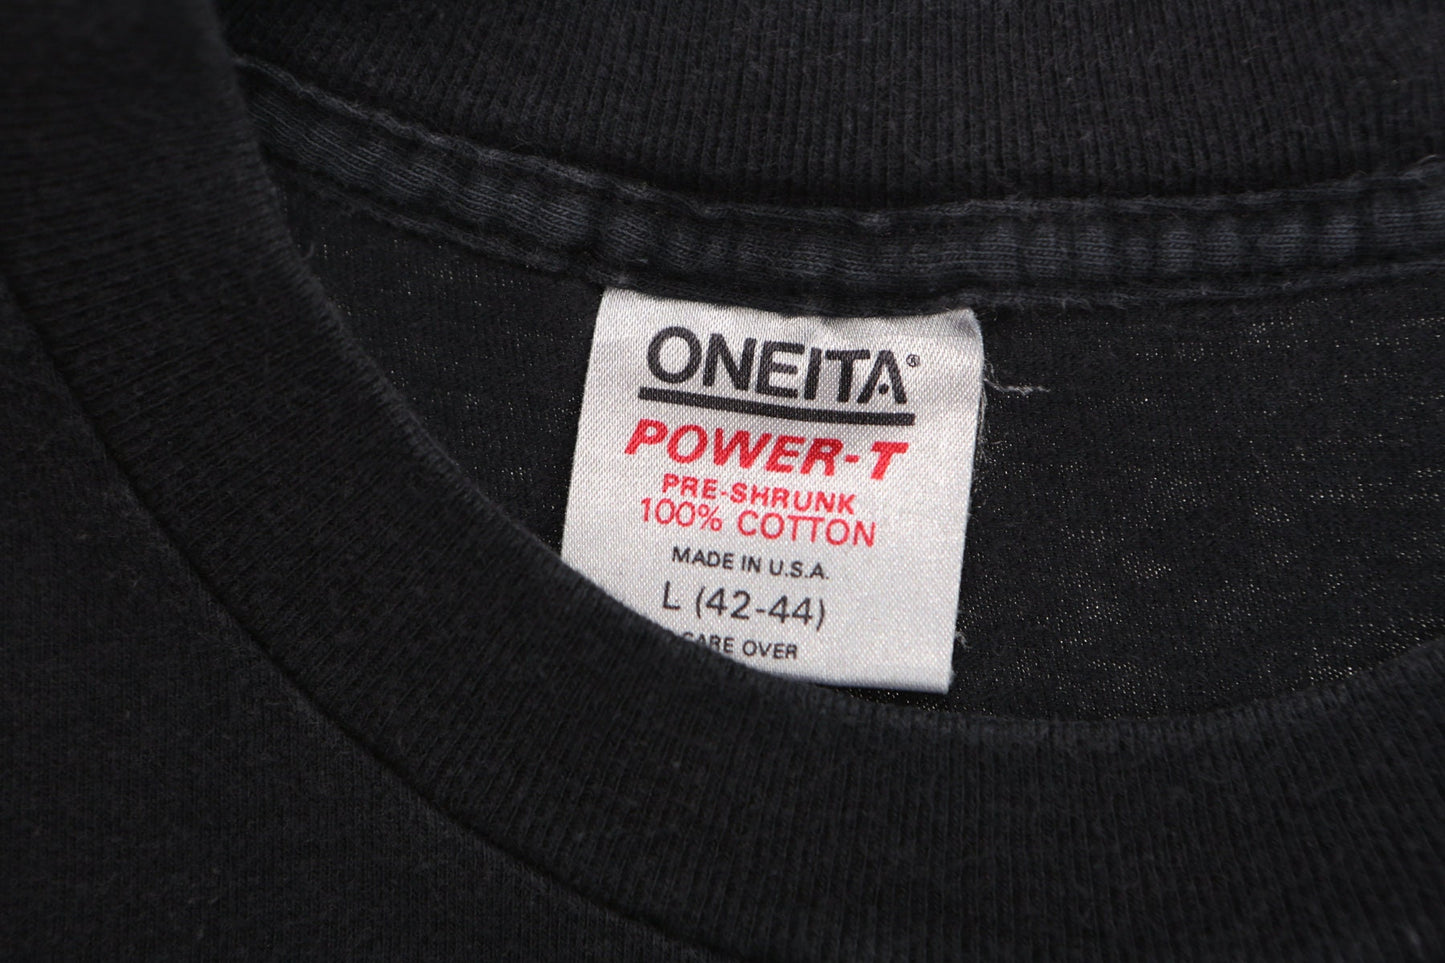 ONEITA®
POWER-T
PRE-SHRUNK
100% COTTON
MADE IN U.S.A.
L (42-44)
CARE OVER